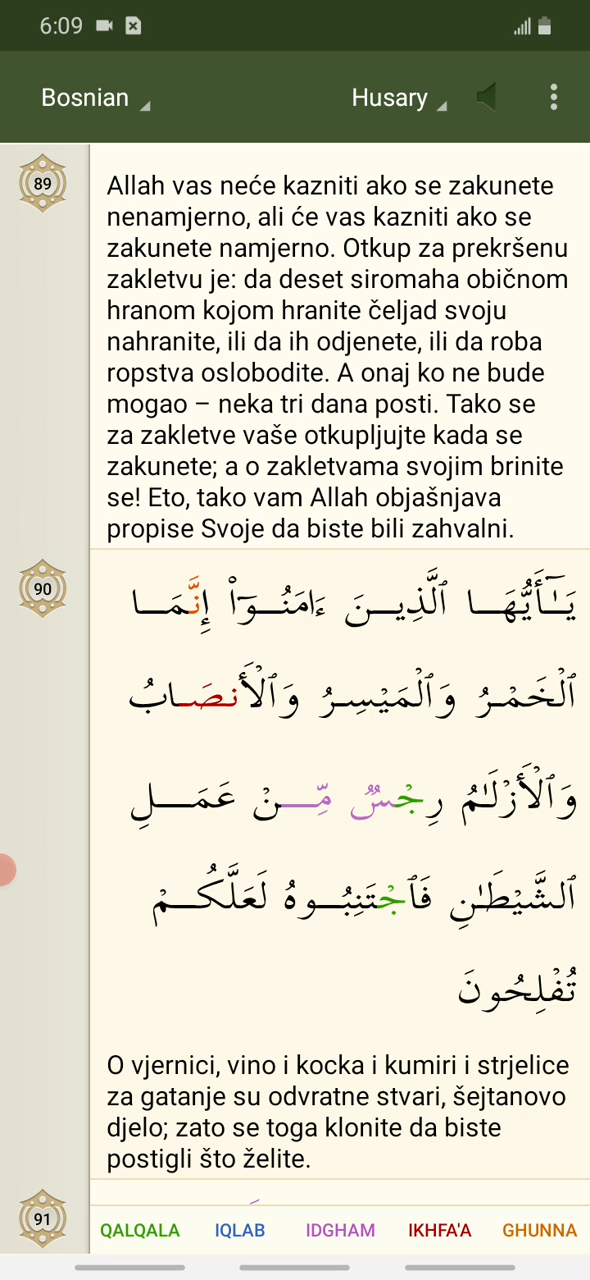 6:09
Bosnian
Husary
89
Allah vas neće kazniti ako se zakunete
nenamjerno, ali će vas kazniti ako se
zakunete namjerno. Otkup za prekršenu
zakletvu je: da deset siromaha običnom
hranom kojom hranite čeljad svoju
nahranite, ili da ih odjenete, ili da roba
ropstva oslobodite. A onaj ko ne bude
mogao – neka tri dana posti. Tako se
za zakletve vaše otkupljujte kada se
zakunete; a o zakletvama svojim brinite
se! Eto, tako vam Allah objašnjava
propise Svoje da biste bili zahvalni.
90
يَـٰٓأَيُّهَا ٱلَّذِينَ ءَامَنُوٓا۟ إِنَّمَا
ٱلْخَمْرُ وَٱلْمَيْسِرُ وَٱلْأَنصَابُ
وَٱلْأَزْلَـٰمُ رِجْسٌ مِّنْ عَمَلِ
ٱلشَّيْطَـٰنِ فَٱجْتَنِبُوهُ لَعَلَّكُمْ
تُفْلِحُونَ
O vjernici, vino i kocka i kumiri i strjelice
za gatanje su odvratne stvari, šejtanovo
djelo; zato se toga klonite da biste
postigli što želite.
91
QALQALA IQLAB IDGHAM IKHFA'A GHUNNA